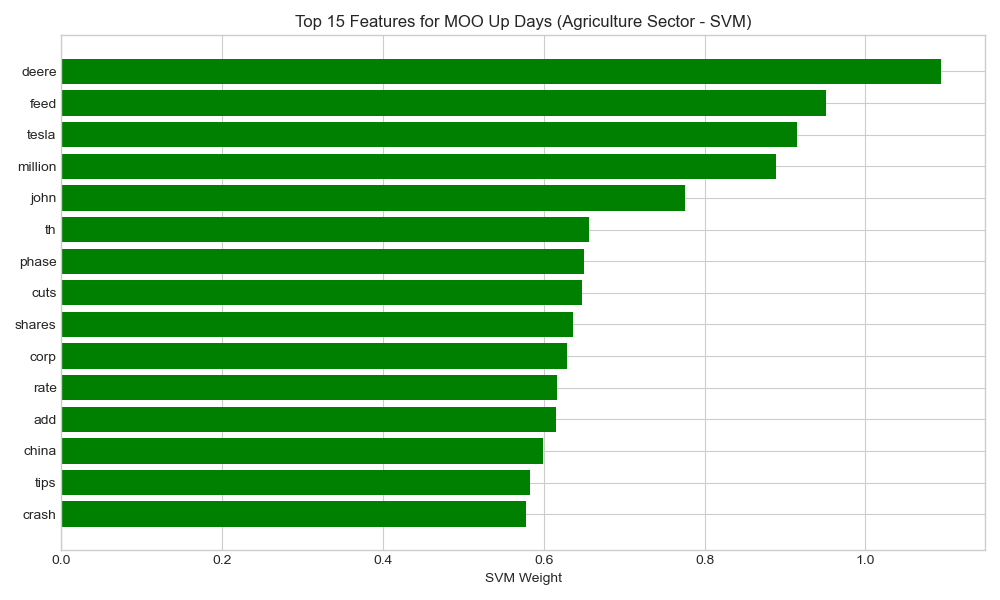 Top 15 Features for MOO Up Days (Agriculture Sector - SVM)
deere
feed
tesla
million
john
th
phase
cuts
shares
corp
rate
add
china
tips
crash
0.0 0.2 0.4 0.6 0.8 1.0
SVM Weight